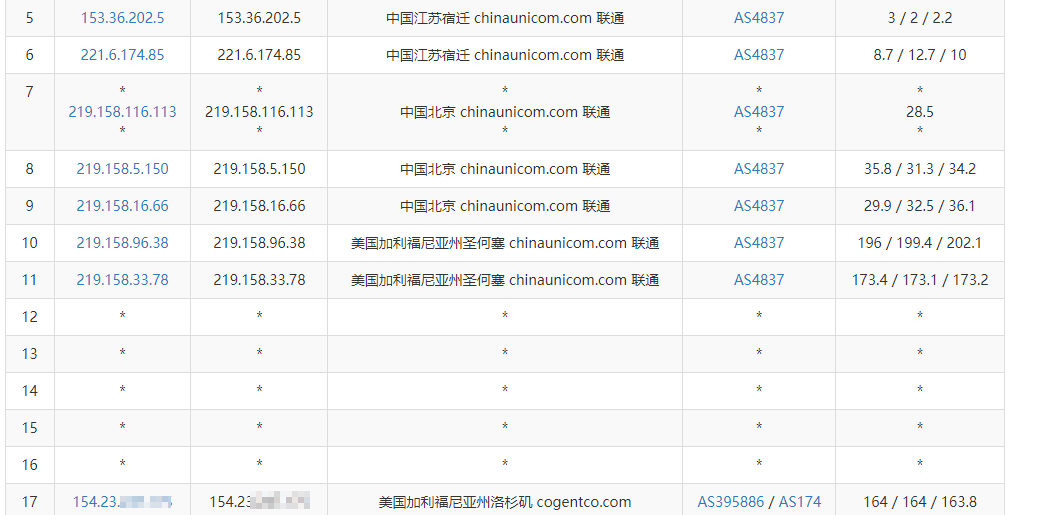 5 153.36.202.5 153.36.202.5 中国江苏宿迁 chinaunicom.com 联通 AS4837 3 / 2 / 2.2
6 221.6.174.85 221.6.174.85 中国江苏宿迁 chinaunicom.com 联通 AS4837 8.7 / 12.7 / 10
7 * * * * *
219.158.116.113 219.158.116.113 中国北京 chinaunicom.com 联通 AS4837 28.5
* * * * *
8 219.158.5.150 219.158.5.150 中国北京 chinaunicom.com 联通 AS4837 35.8 / 31.3 / 34.2
9 219.158.16.66 219.158.16.66 中国北京 chinaunicom.com 联通 AS4837 29.9 / 32.5 / 36.1
10 219.158.96.38 219.158.96.38 美国加利福尼亚州圣何塞 chinaunicom.com 联通 AS4837 196 / 199.4 / 202.1
11 219.158.33.78 219.158.33.78 美国加利福尼亚州圣何塞 chinaunicom.com 联通 AS4837 173.4 / 173.1 / 173.2
12 * * * * *
13 * * * * *
14 * * * * *
15 * * * * *
16 * * * * *
17 154.23. 154.23 美国加利福尼亚州洛杉矶 cogentco.com AS395886 / AS174 164 / 164 / 163.8